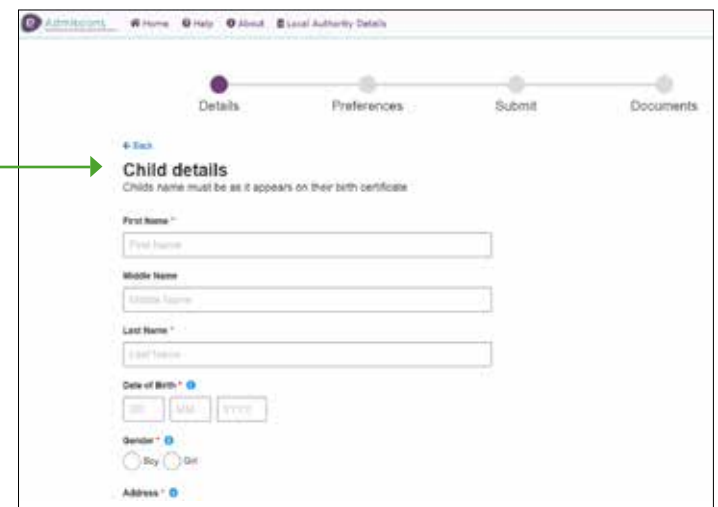 Admissions Home Help About Local Authority Details
Details Preferences Submit Documents
Back
Child details
Childs name must be as it appears on their birth certificate
First Name *
First Name
Middle Name
Middle Name
Last Name *
Last Name
Date of Birth *
DD MM YYYY
Gender *
Boy Girl
Address *